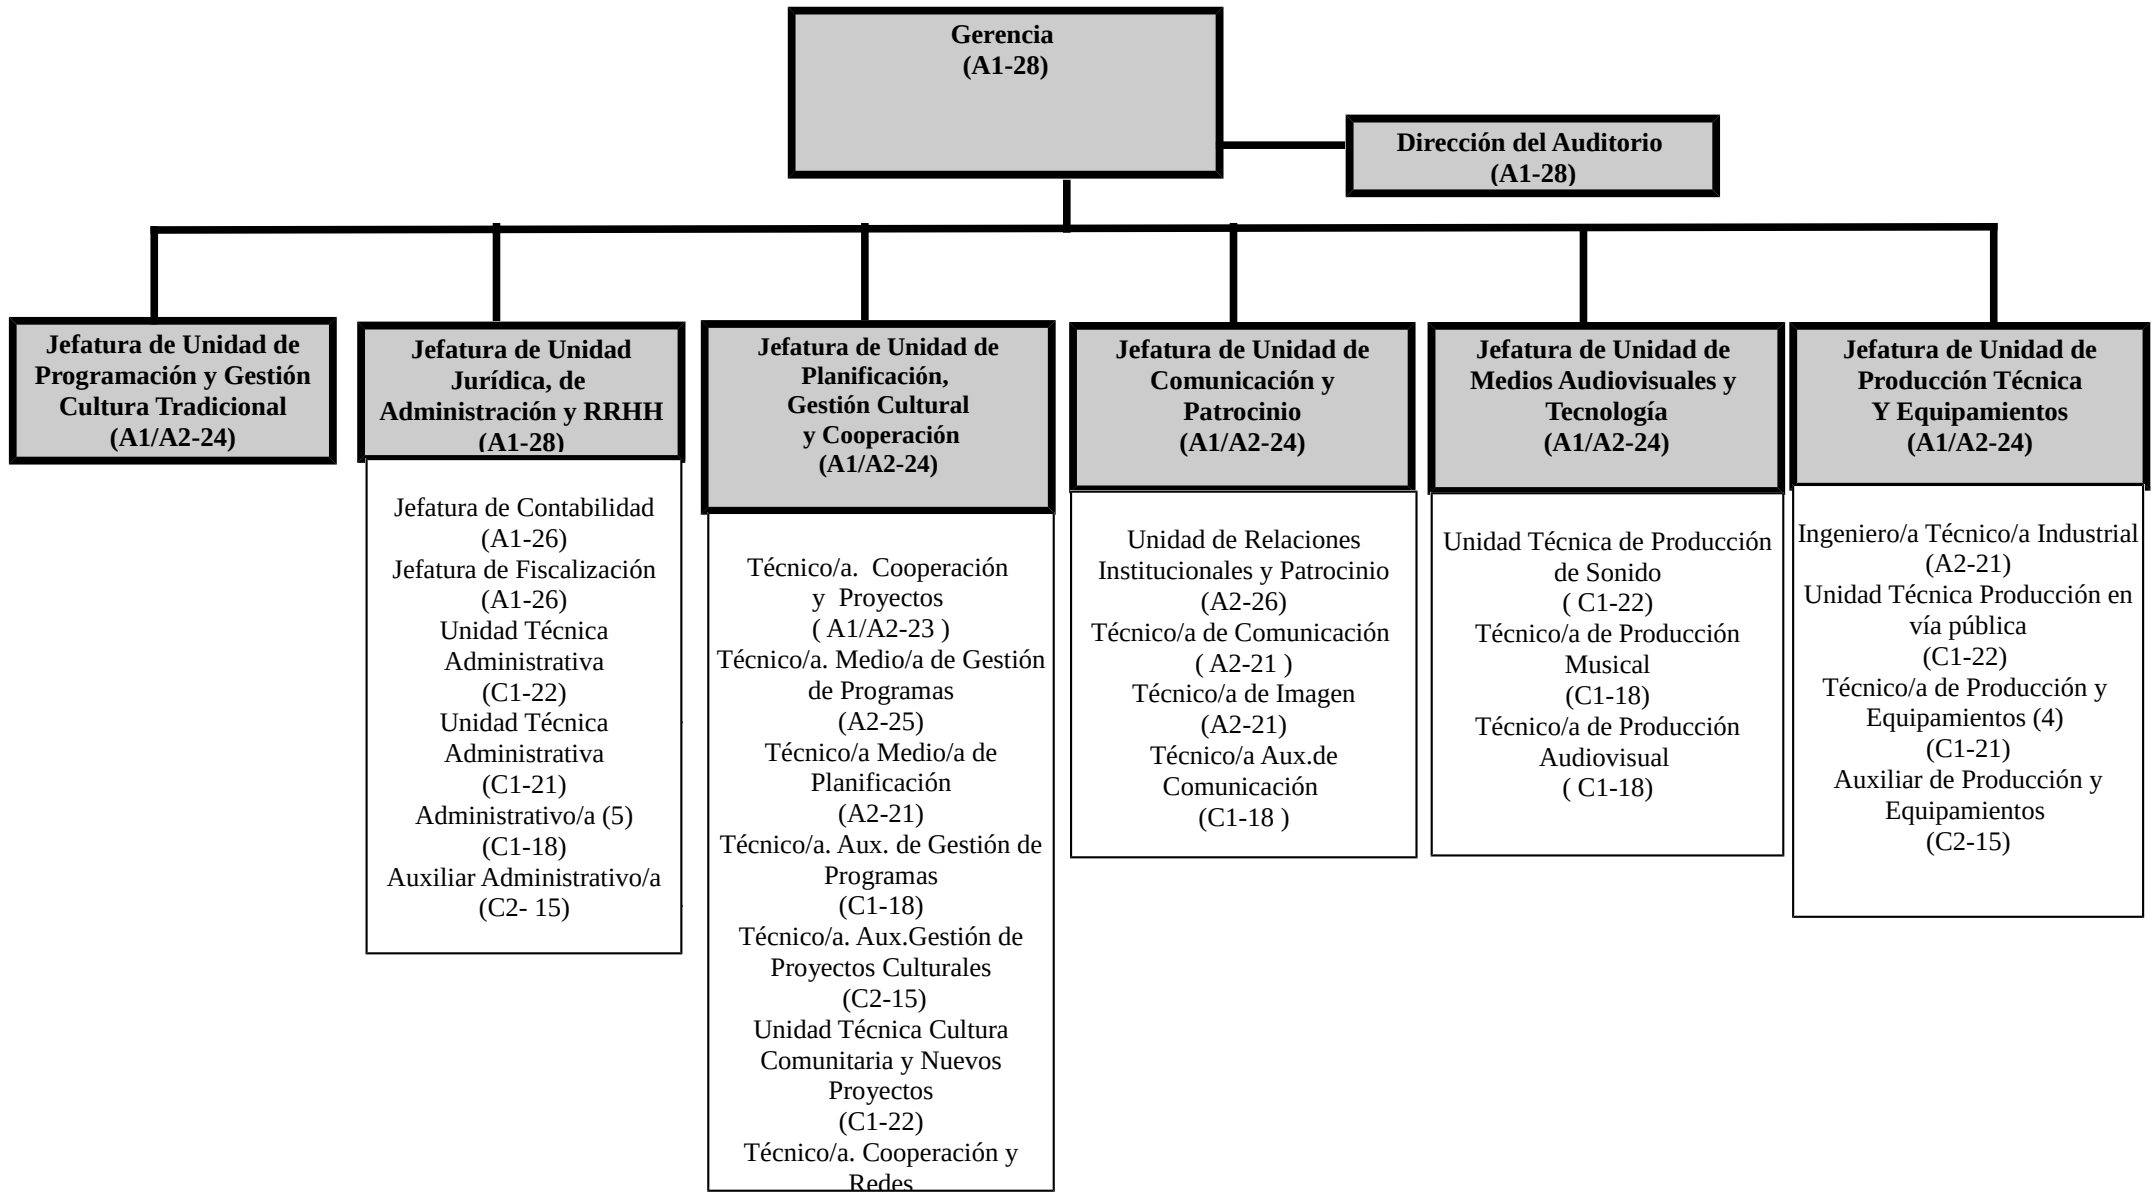 Gerencia
(A1-28)
Dirección del Auditorio
(A1-28)
Jefatura de Unidad de
Programación y Gestión
Cultura Tradicional
(A1/A2-24)
Jefatura de Unidad
Jurídica, de
Administración y RRHH
(A1-28)
Jefatura de Contabilidad
(A1-26)
Jefatura de Fiscalización
(A1-26)
Unidad Técnica
Administrativa
(C1-22)
Unidad Técnica
Administrativa
(C1-21)
Administrativo/a (5)
(C1-18)
Auxiliar Administrativo/a
(C2- 15)
Jefatura de Unidad de
Planificación,
Gestión Cultural
y Cooperación
(A1/A2-24)
Técnico/a.  Cooperación
y  Proyectos
( A1/A2-23 )
Técnico/a. Medio/a de Gestión
de Programas
(A2-25)
Técnico/a Medio/a de
Planificación
(A2-21)
Técnico/a. Aux. de Gestión de
Programas
(C1-18)
Técnico/a. Aux.Gestión de
Proyectos Culturales
(C2-15)
Unidad Técnica Cultura
Comunitaria y Nuevos
Proyectos
(C1-22)
Técnico/a. Cooperación y
Redes
Jefatura de Unidad de
Comunicación y
Patrocinio
(A1/A2-24)
Unidad de Relaciones
Institucionales y Patrocinio
(A2-26)
Técnico/a de Comunicación
( A2-21 )
Técnico/a de Imagen
(A2-21)
Técnico/a Aux.de
Comunicación
(C1-18 )
Jefatura de Unidad de
Medios Audiovisuales y
Tecnología
(A1/A2-24)
Unidad Técnica de Producción
de Sonido
( C1-22)
Técnico/a de Producción
Musical
(C1-18)
Técnico/a de Producción
Audiovisual
( C1-18)
Jefatura de Unidad de
Producción Técnica
Y Equipamientos
(A1/A2-24)
Ingeniero/a Técnico/a Industrial
(A2-21)
Unidad Técnica Producción en
vía pública
(C1-22)
Técnico/a de Producción y
Equipamientos (4)
(C1-21)
Auxiliar de Producción y
Equipamientos
(C2-15)